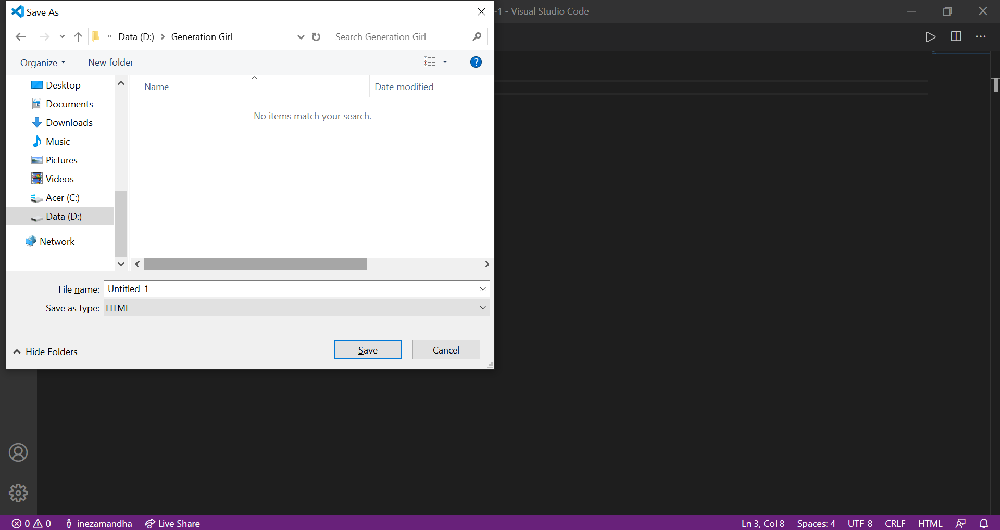 Save As
-1 - Visual Studio Code
« Data (D:) > Generation Girl
Search Generation Girl
Organize
New folder
?
Desktop
Documents
Downloads
Music
Pictures
Videos
Acer (C:)
Data (D:)
Network
Name
Date modified
No items match your search.
File name: Untitled-1
Save as type: HTML
Hide Folders
Save
Cancel
0 0 inezamandha Live Share
Ln 3, Col 8 Spaces: 4 UTF-8 CRLF HTML